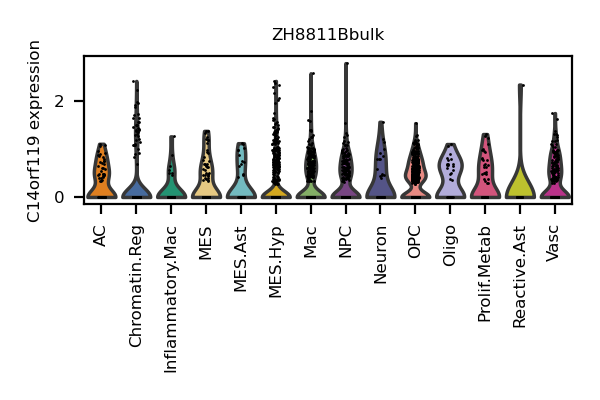 ZH8811Bbulk
C14orf119 expression
2
0
AC
Chromatin.Reg
Inflammatory.Mac
MES
MES.Ast
MES.Hyp
Mac
NPC
Neuron
OPC
Oligo
Prolif.Metab
Reactive.Ast
Vasc